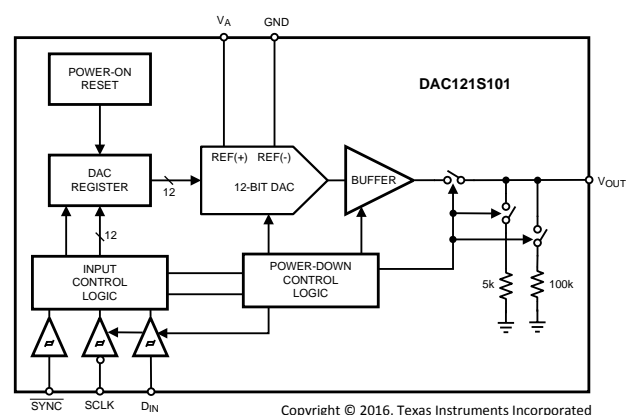 VA GND
POWER-ON
RESET
DAC121S101
REF(+) REF(-)
DAC
REGISTER
12
12-BIT DAC
BUFFER
VOUT
12
INPUT
CONTROL
LOGIC
POWER-DOWN
CONTROL
LOGIC
5k
100k
SYNC SCLK DIN
Copyright © 2016, Texas Instruments Incorporated